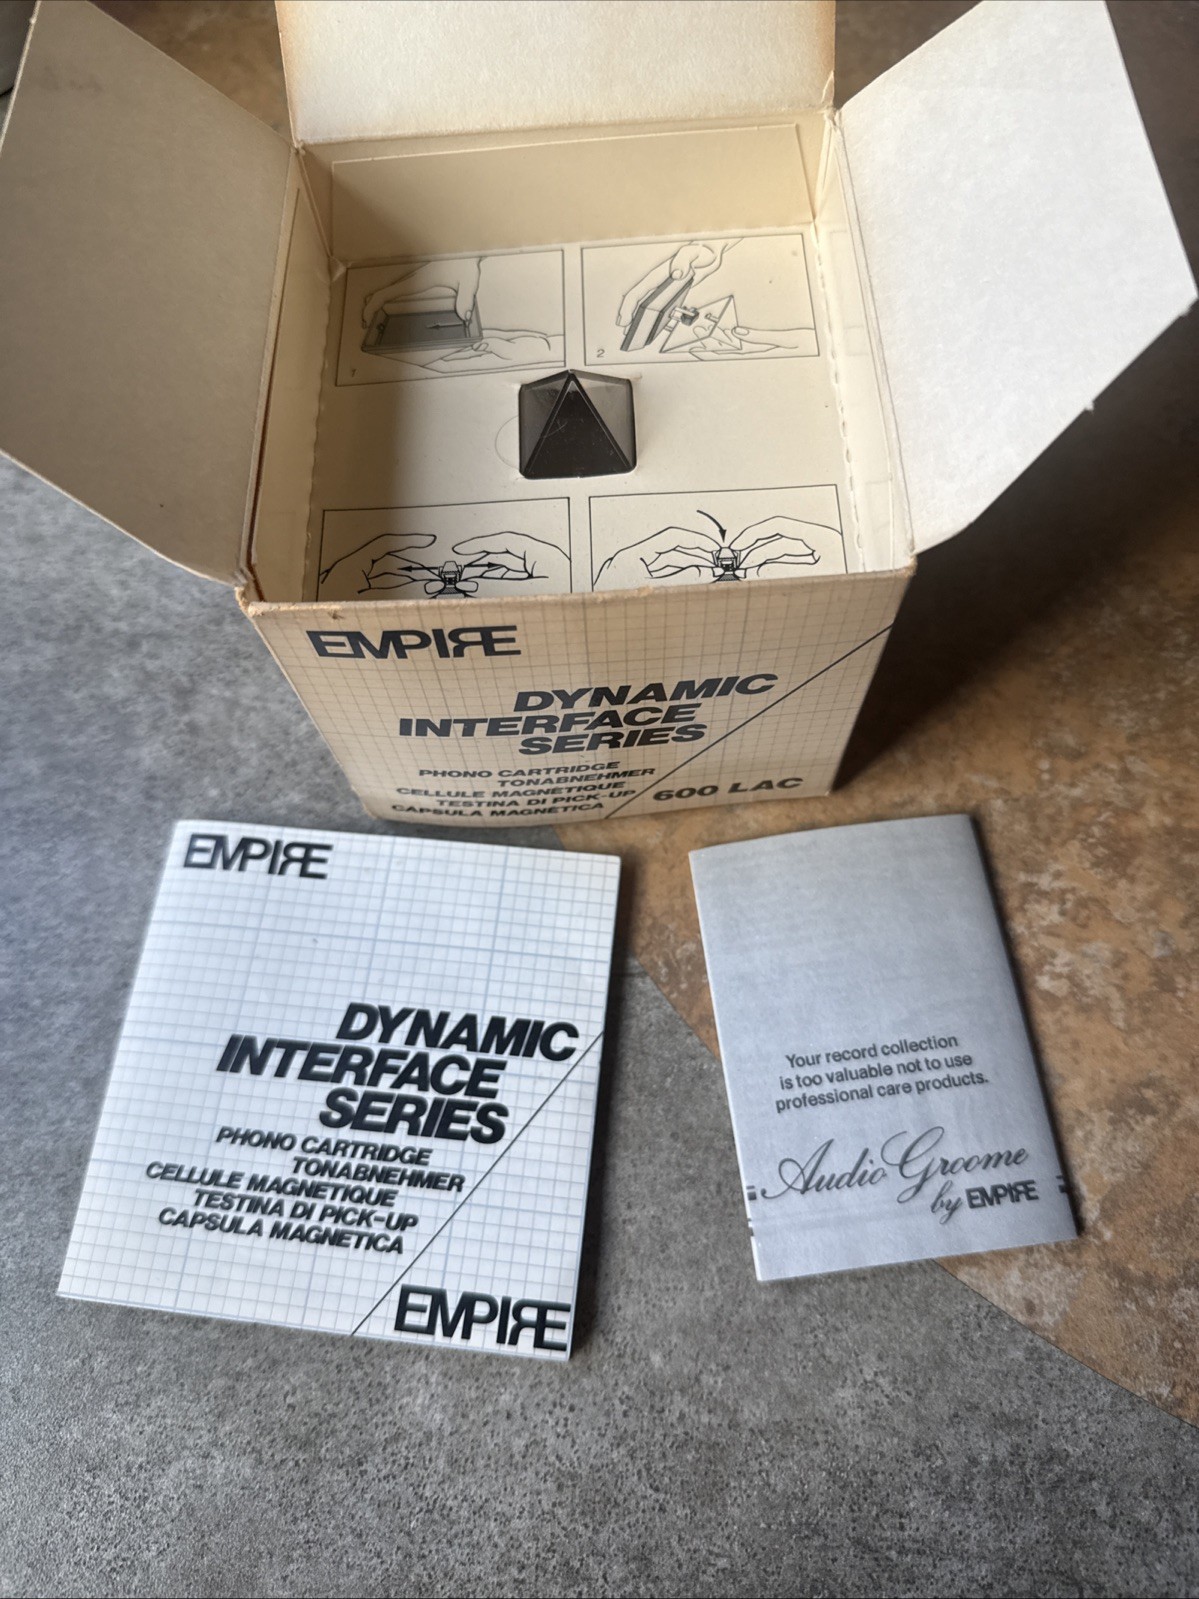 1
2
EMPIRE
DYNAMIC
INTERFACE
SERIES
PHONO CARTRIDGE
TONABNEHMER
CELLULE MAGNETIQUE
TESTINA DI PICK-UP
CAPSULA MAGNETICA
600 LAC
EMPIRE
DYNAMIC
INTERFACE
SERIES
PHONO CARTRIDGE
TONABNEHMER
CELLULE MAGNETIQUE
TESTINA DI PICK-UP
CAPSULA MAGNETICA
EMPIRE
Your record collection
is too valuable not to use
professional care products.
Audio Groome
by EMPIRE